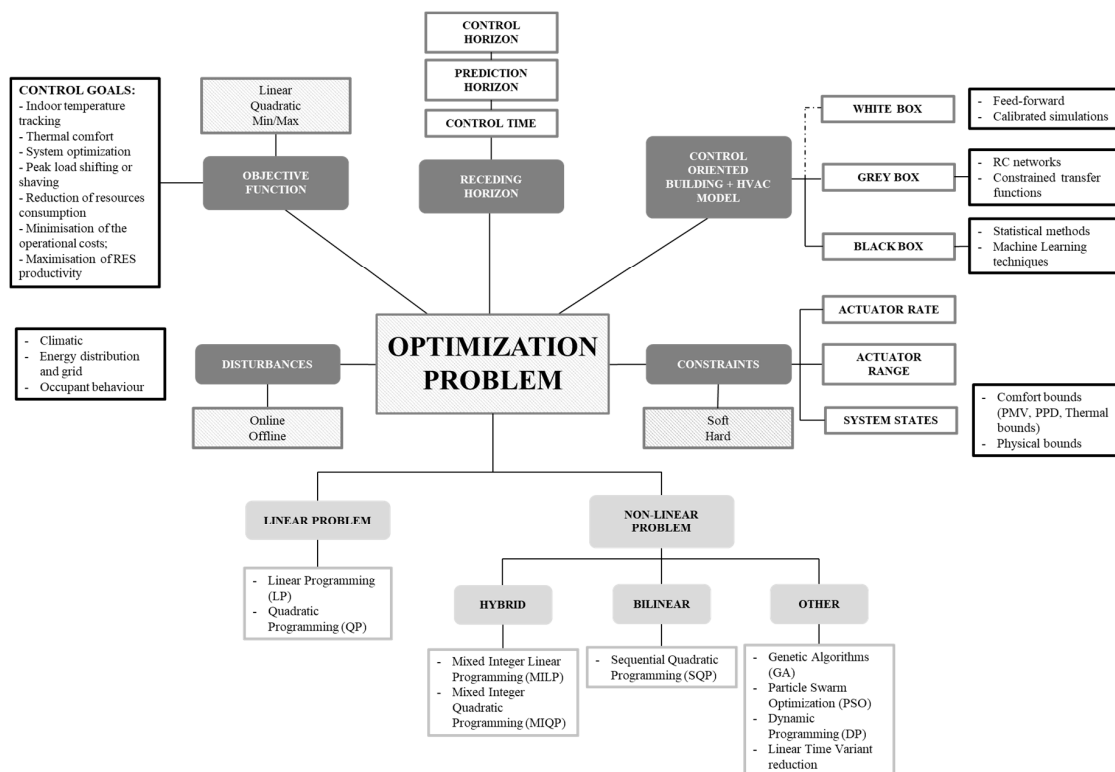 CONTROL
HORIZON
PREDICTION
HORIZON
CONTROL TIME
RECEDING
HORIZON
CONTROL GOALS:
- Indoor temperature
tracking
- Thermal comfort
- System optimization
- Peak load shifting or
shaving
- Reduction of resources
consumption
- Minimisation of the
operational costs;
- Maximisation of RES
productivity
Linear
Quadratic
Min/Max
OBJECTIVE
FUNCTION
CONTROL
ORIENTED
BUILDING + HVAC
MODEL
WHITE BOX
- Feed-forward
- Calibrated simulations
GREY BOX
- RC networks
- Constrained transfer
functions
BLACK BOX
- Statistical methods
- Machine Learning
techniques
OPTIMIZATION
PROBLEM
- Climatic
- Energy distribution
and grid
- Occupant behaviour
DISTURBANCES
Online
Offline
CONSTRAINTS
Soft
Hard
ACTUATOR RATE
ACTUATOR
RANGE
SYSTEM STATES
- Comfort bounds
(PMV, PPD, Thermal
bounds)
- Physical bounds
LINEAR PROBLEM
- Linear Programming
(LP)
- Quadratic
Programming (QP)
NON-LINEAR
PROBLEM
HYBRID
- Mixed Integer Linear
Programming (MILP)
- Mixed Integer
Quadratic
Programming (MIQP)
BILINEAR
- Sequential Quadratic
Programming (SQP)
OTHER
- Genetic Algorithms
(GA)
- Particle Swarm
Optimization (PSO)
- Dynamic
Programming (DP)
- Linear Time Variant
reduction